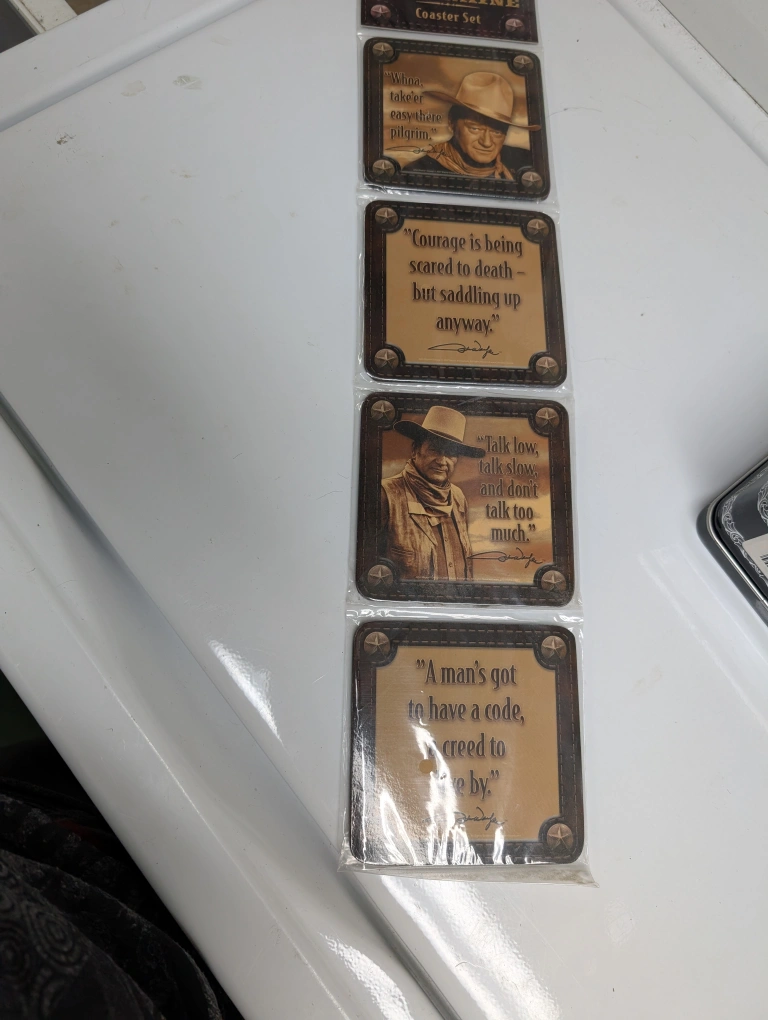 Coaster Set
"Whoa,
take'er
easy there
pilgrim."
"Courage is being
scared to death –
but saddling up
anyway."
"Talk low,
talk slow,
and don't
talk too
much."
"A man's got
to have a code,
creed to
by."